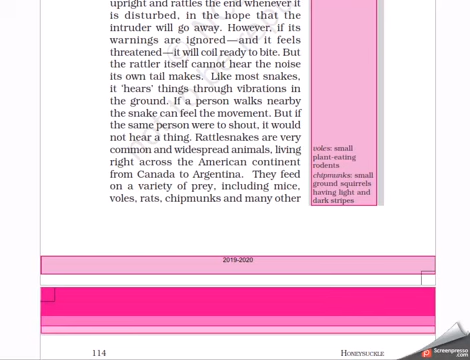 upright and rattles the end whenever it
is disturbed, in the hope that the
intruder will go away. However, if its
warnings are ignored—and it feels
threatened—it will coil ready to bite. But
the rattler itself cannot hear the noise
its own tail makes. Like most snakes,
it 'hears' things through vibrations in
the ground. If a person walks nearby
the snake can feel the movement. But if
the same person were to shout, it would
not hear a thing. Rattlesnakes are very
common and widespread animals, living
right across the American continent
from Canada to Argentina. They feed
on a variety of prey, including mice,
voles, rats, chipmunks and many other
voles: small
plant-eating
rodents
chipmunks: small
ground squirrels
having light and
dark stripes
2019-2020
114
HONEYSUCKLE
Screenpresso.com